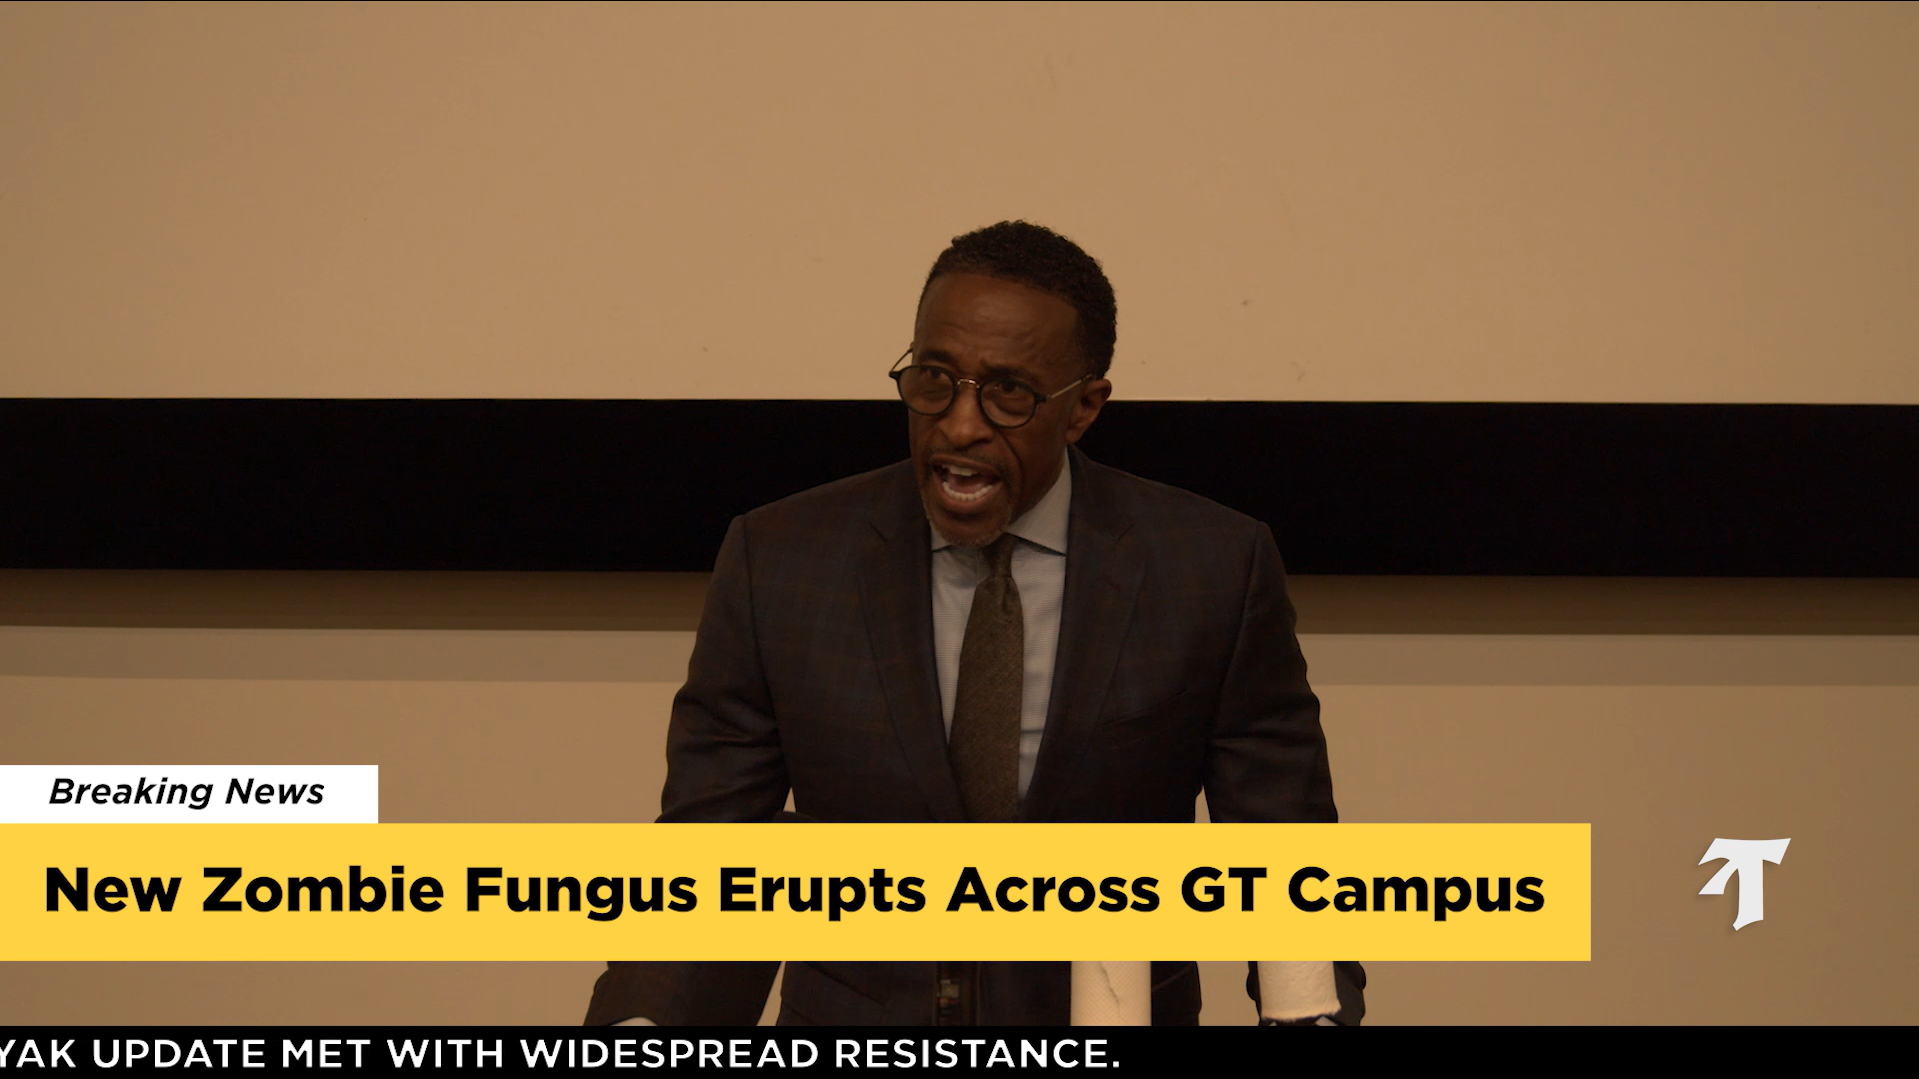 Breaking News
New Zombie Fungus Erupts Across GT Campus
YAK UPDATE MET WITH WIDESPREAD RESISTANCE.